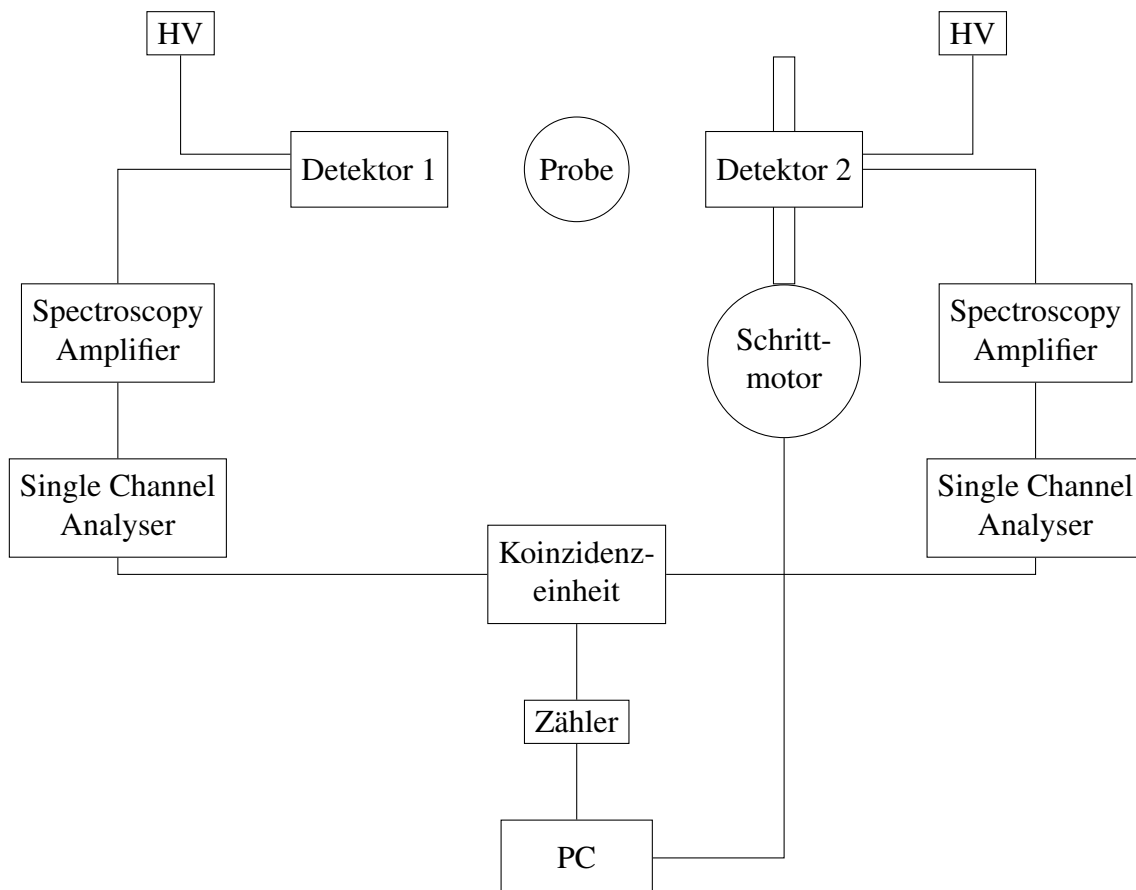 HV
HV
Detektor 1
Probe
Detektor 2
Spectroscopy
Amplifier
Schritt-
motor
Spectroscopy
Amplifier
Single Channel
Analyser
Single Channel
Analyser
Koinzidenz-
einheit
Zähler
PC